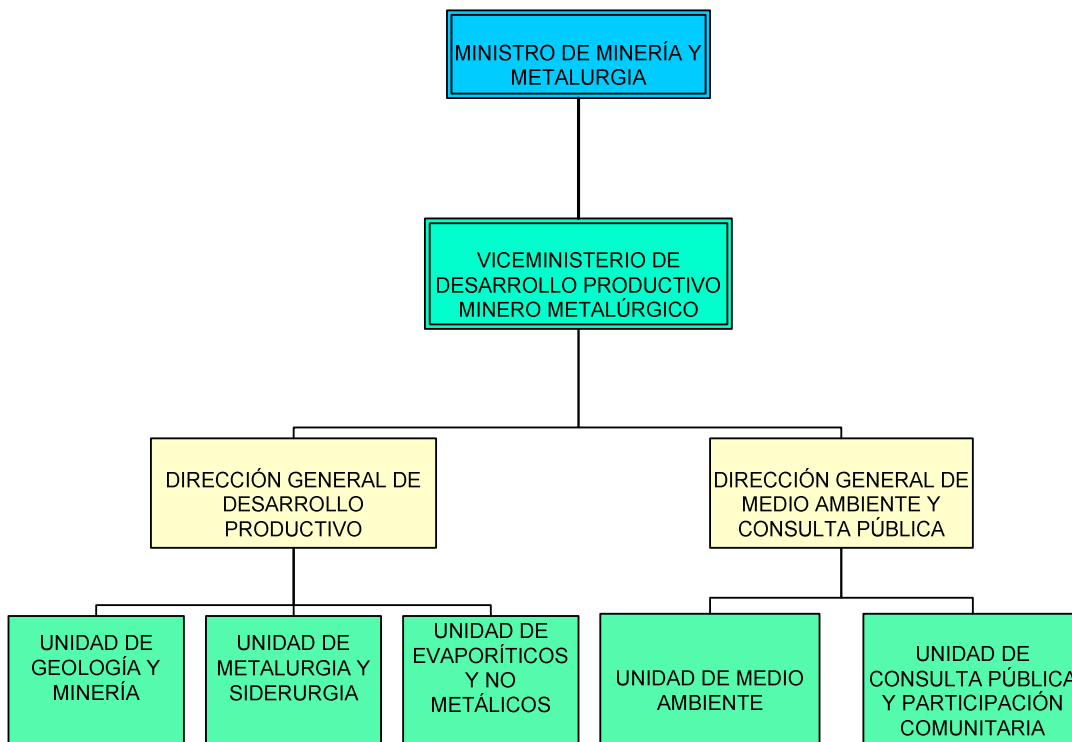 MINISTRO DE MINERÍA Y
METALURGIA
VICEMINISTERIO DE
DESARROLLO PRODUCTIVO
MINERO METALÚRGICO
DIRECCIÓN GENERAL DE
DESARROLLO
PRODUCTIVO
DIRECCIÓN GENERAL DE
MEDIO AMBIENTE Y
CONSULTA PÚBLICA
UNIDAD DE
GEOLOGÍA Y
MINERÍA
UNIDAD DE
METALURGIA Y
SIDERURGIA
UNIDAD DE
EVAPORÍTICOS
Y NO
METÁLICOS
UNIDAD DE MEDIO
AMBIENTE
UNIDAD DE
CONSULTA PÚBLICA
Y PARTICIPACIÓN
COMUNITARIA